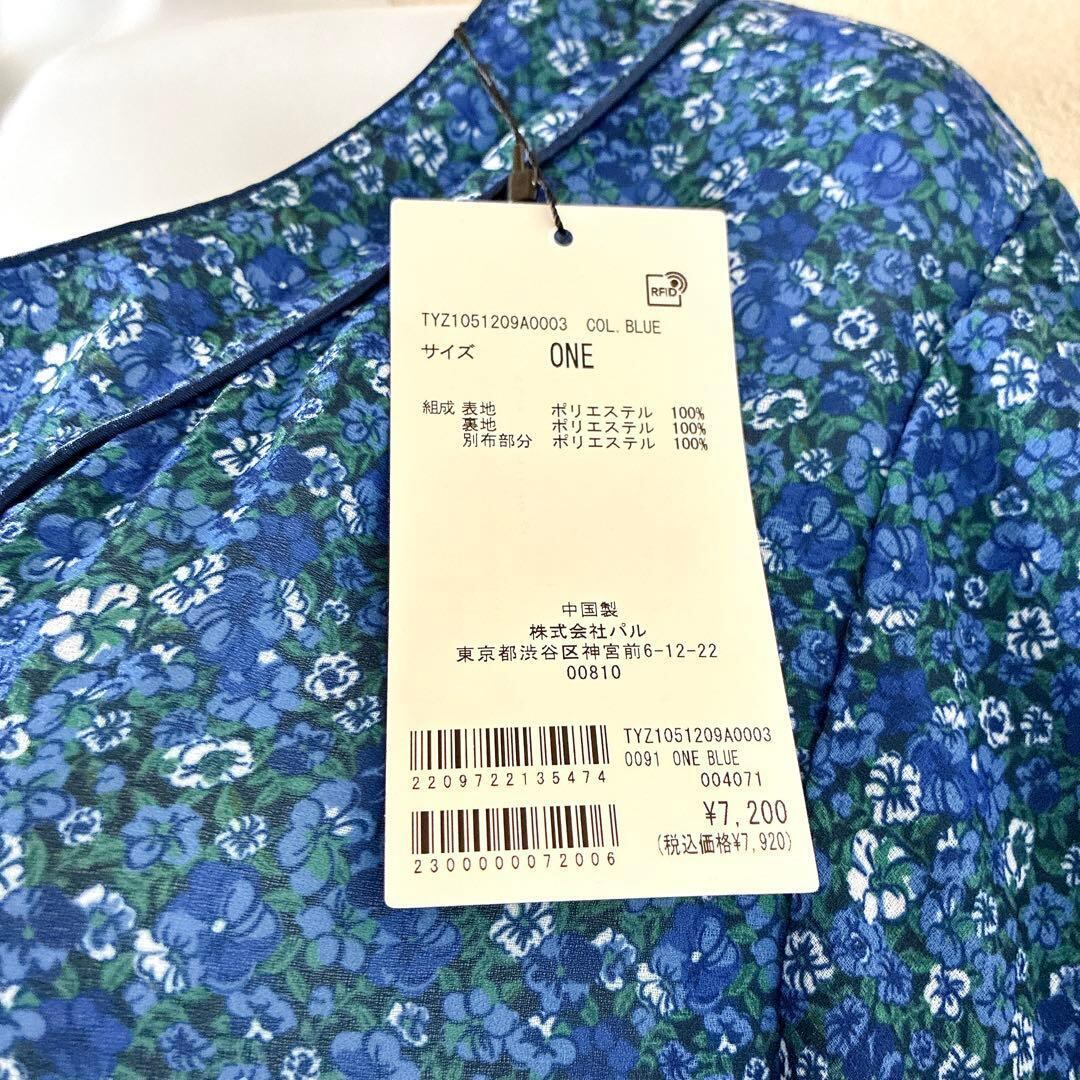 RFID
TYZ1051209A0003 COL.BLUE
サイズ ONE
組成 表地 ポリエステル 100%
裏地 ポリエステル 100%
別布部分 ポリエステル 100%
中国製
株式会社パル
東京都渋谷区神宮前6-12-22
00810
TYZ1051209A0003
0091 ONE BLUE
2209722135474 004071
¥7,200
2300000072006 (税込価格¥7,920)